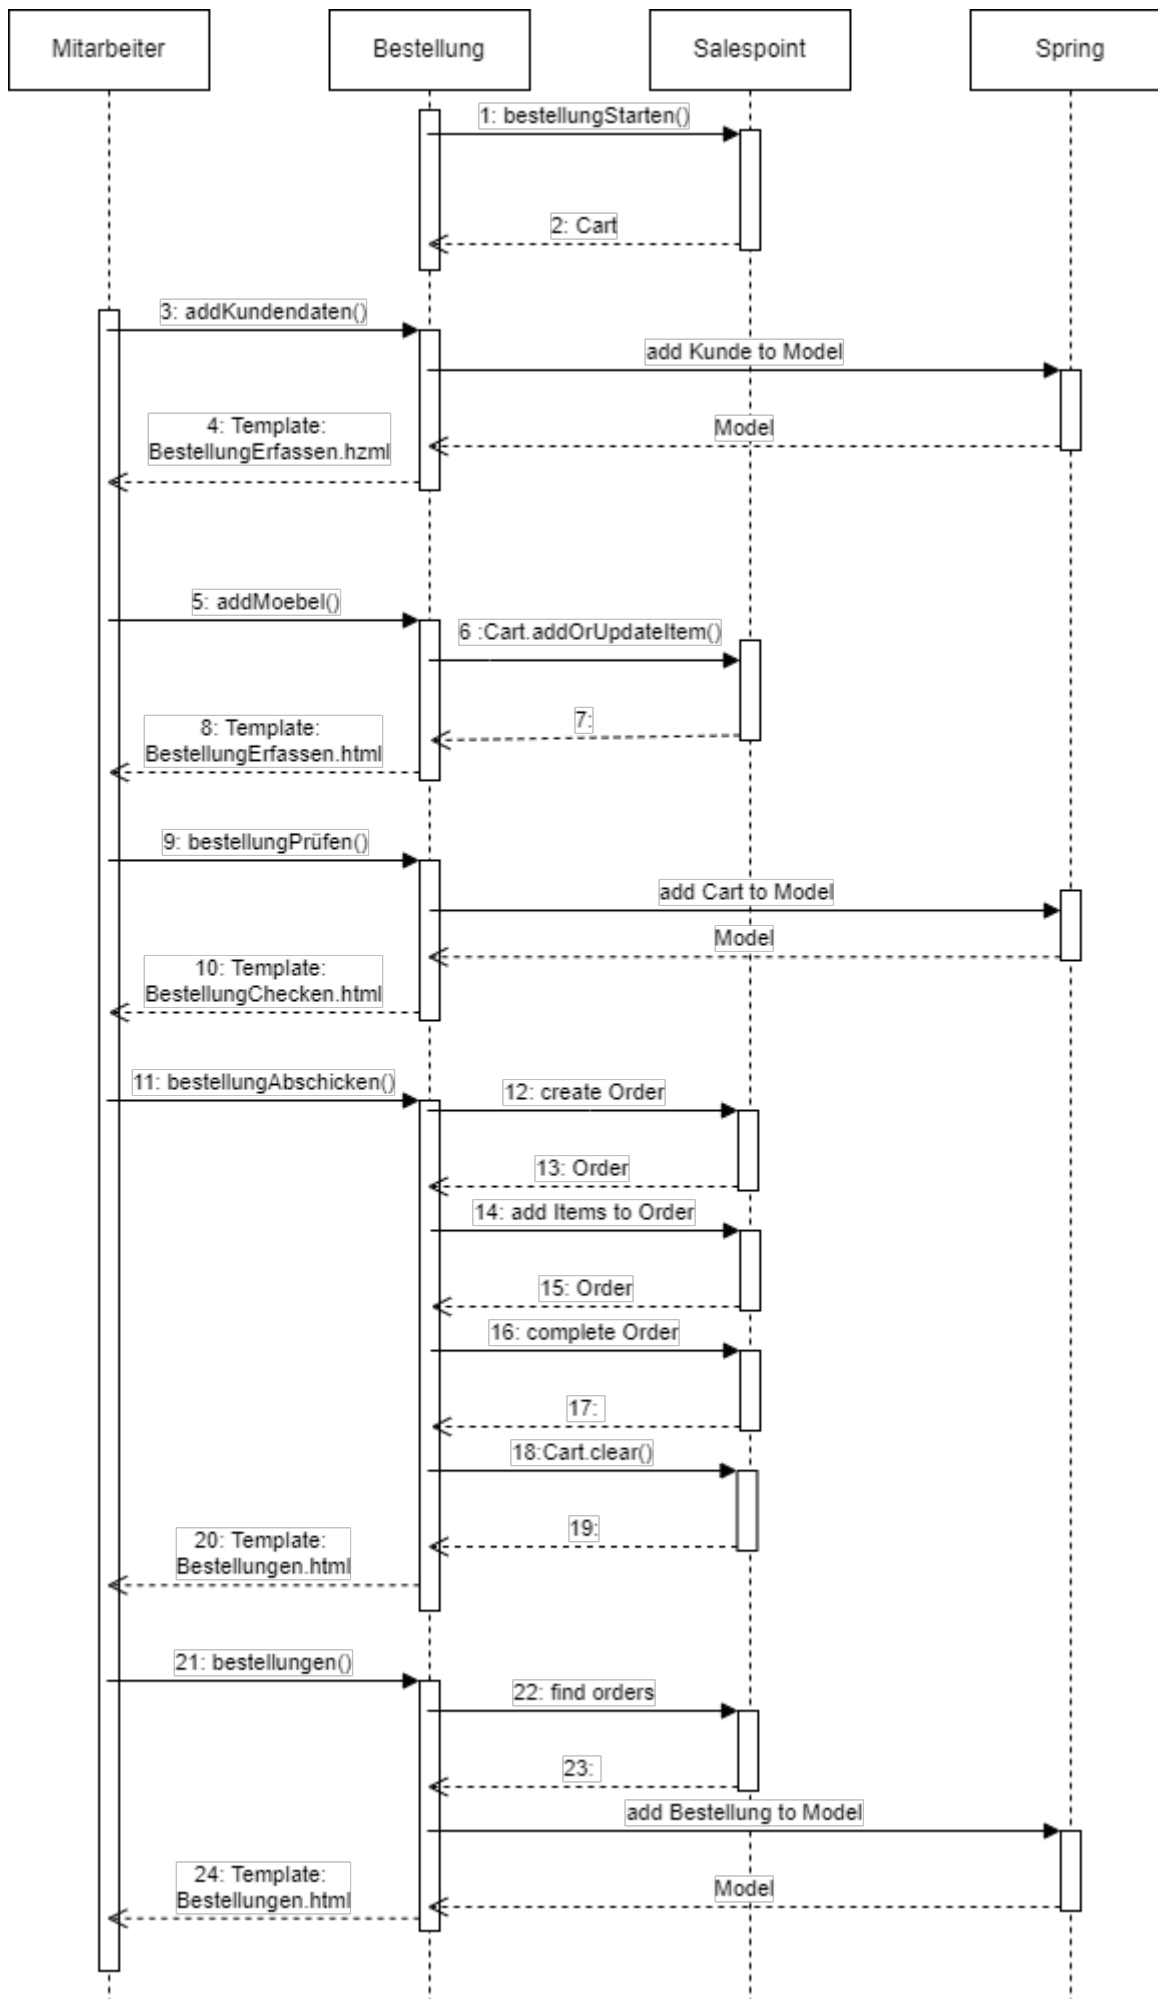 Mitarbeiter
Bestellung
Salespoint
Spring
1: bestellungStarten()
2: Cart
3: addKundendaten()
add Kunde to Model
4: Template:
BestellungErfassen.hzml
Model
5: addMoebel()
6 :Cart.addOrUpdateItem()
7:
8: Template:
BestellungErfassen.html
9: bestellungPrüfen()
add Cart to Model
Model
10: Template:
BestellungChecken.html
11: bestellungAbschicken()
12: create Order
13: Order
14: add Items to Order
15: Order
16: complete Order
17:
18:Cart.clear()
19:
20: Template:
Bestellungen.html
21: bestellungen()
22: find orders
23:
add Bestellung to Model
24: Template:
Bestellungen.html
Model